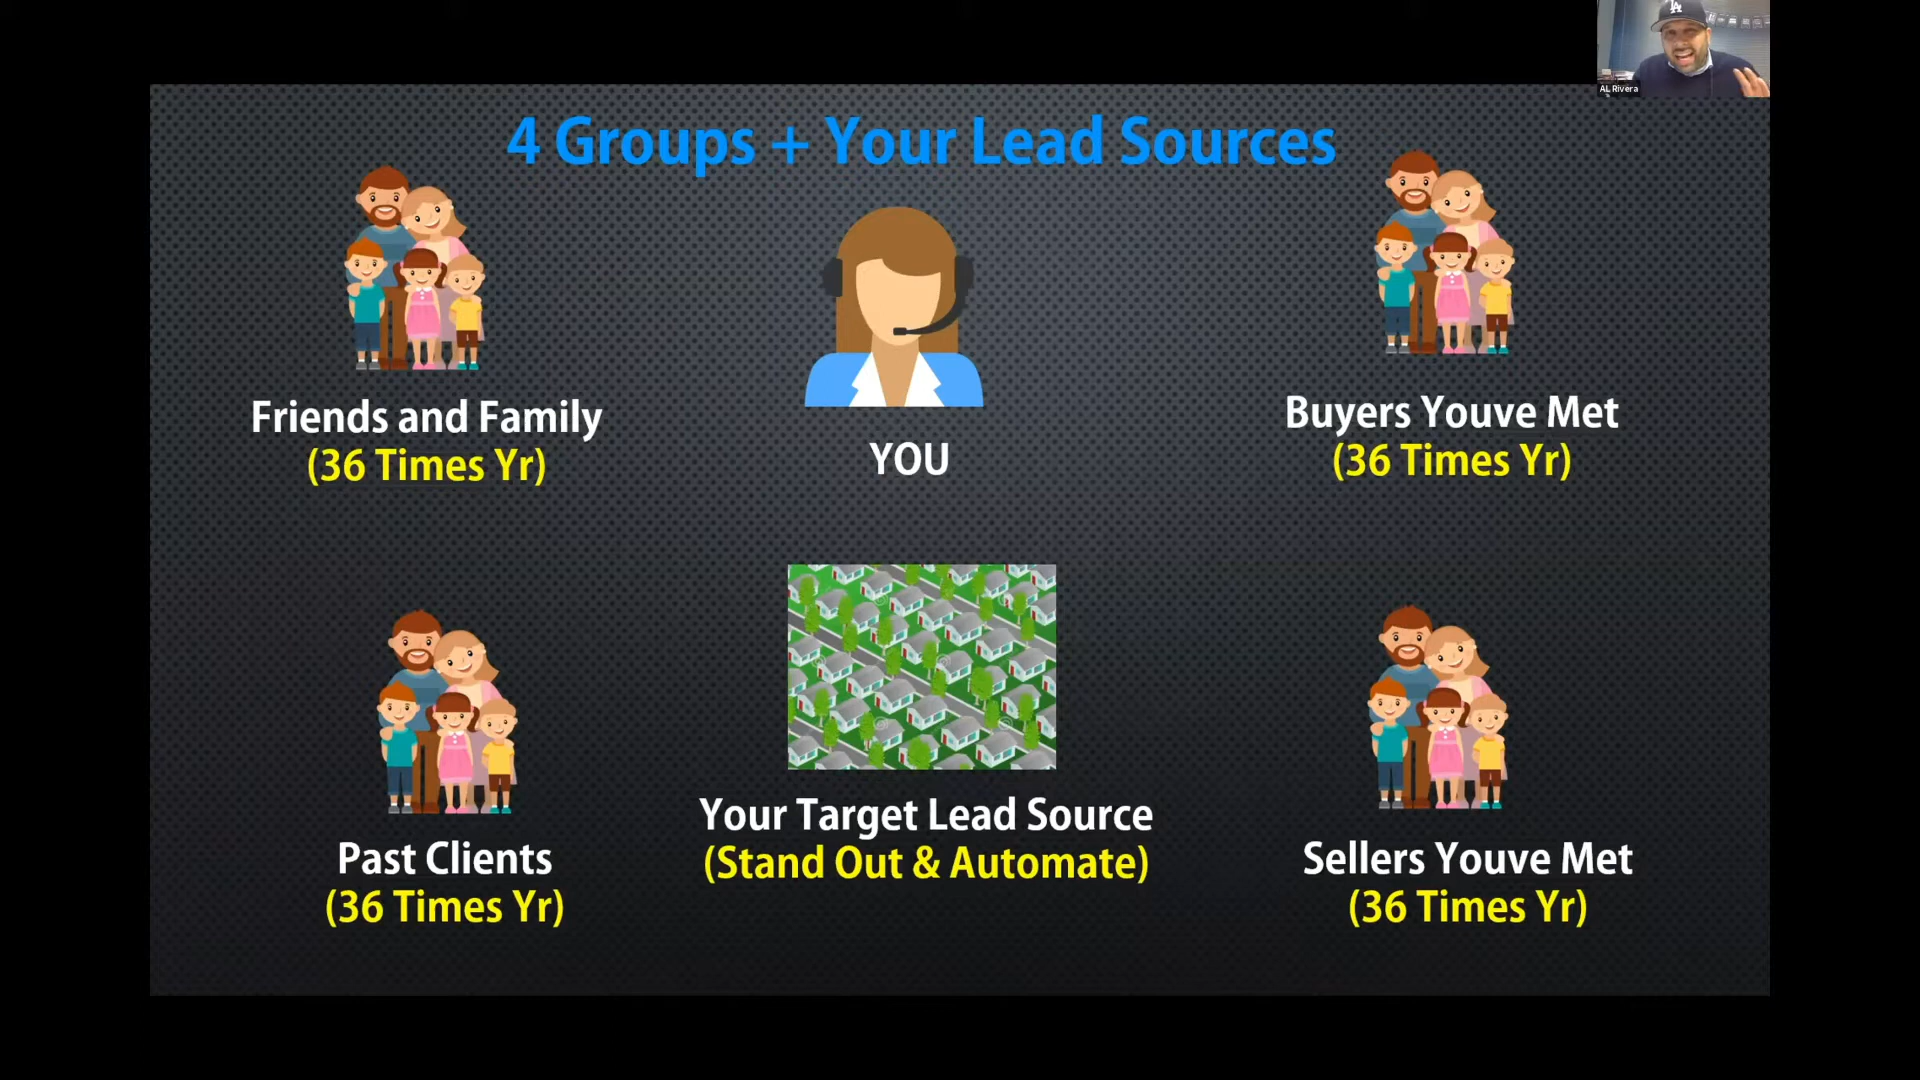 LA
AL Rivera
4 Groups + Your Lead Sources
Friends and Family
(36 Times Yr)
YOU
Buyers Youve Met
(36 Times Yr)
Past Clients
(36 Times Yr)
Your Target Lead Source
(Stand Out & Automate)
Sellers Youve Met
(36 Times Yr)